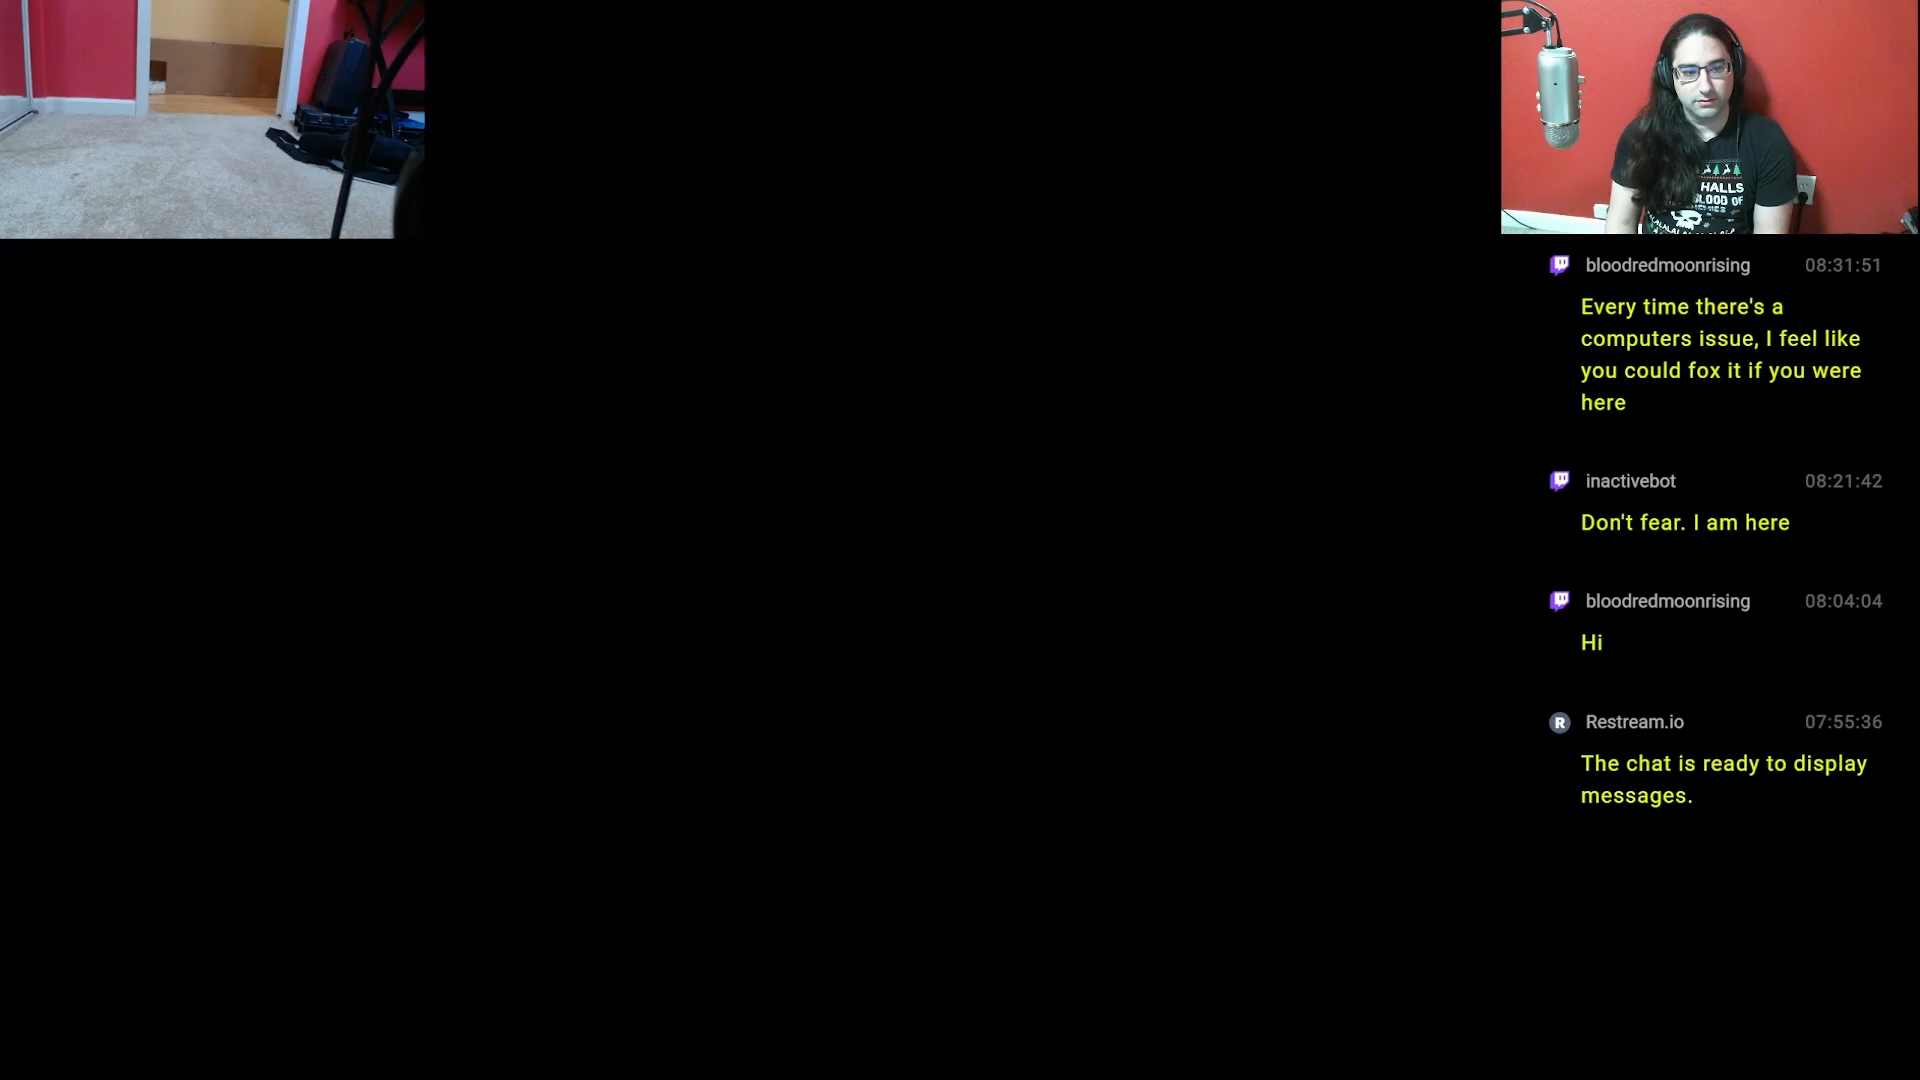 HALLS
BLOOD OF
bloodredmoonrising 08:31:51
Every time there's a
computers issue, I feel like
you could fox it if you were
here
inactivebot 08:21:42
Don't fear. I am here
bloodredmoonrising 08:04:04
Hi
R Restream.io 07:55:36
The chat is ready to display
messages.